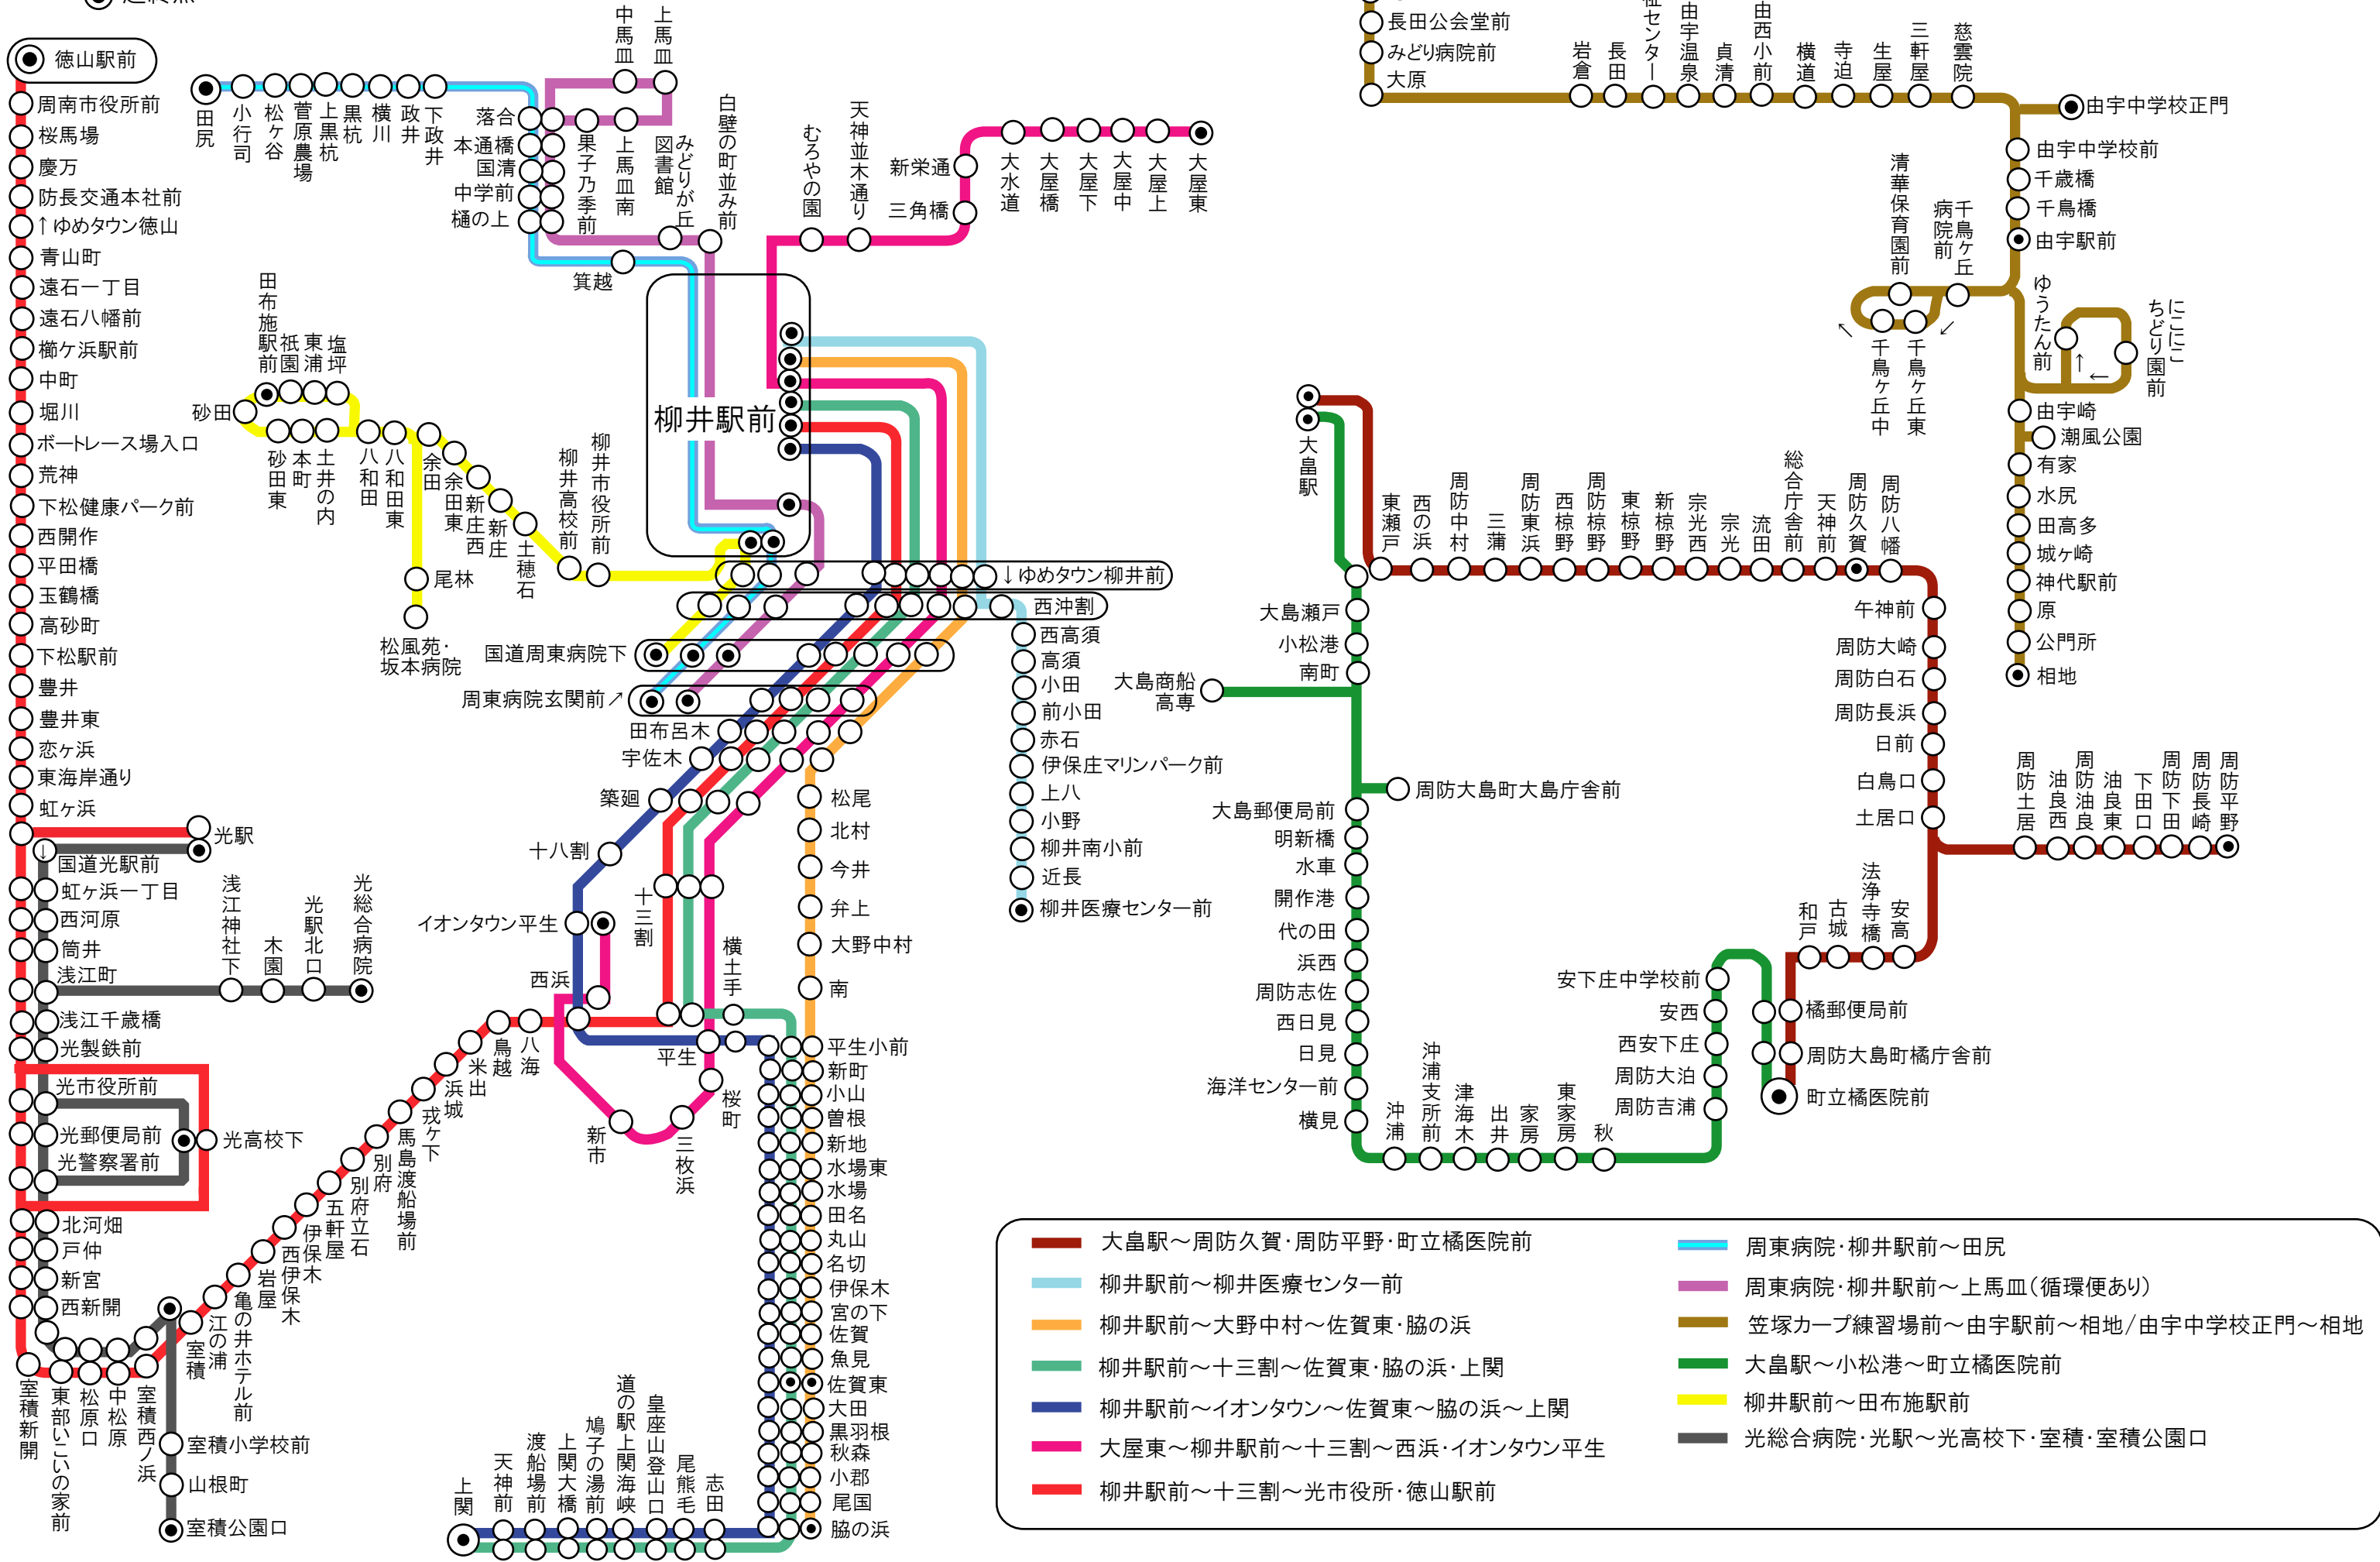 徳山駅前
周南市役所前
桜馬場
慶万
防長交通本社前
↑ゆめタウン徳山
青山町
遠石一丁目
遠石八幡前
櫛ケ浜駅前
中町
堀川
ボートレース場入口
荒神
下松健康パーク前
西開作
平田橋
玉鶴橋
高砂町
下松駅前
豊井
豊井東
恋ヶ浜
東海岸通り
虹ヶ浜
光駅
国道光駅前
虹ヶ浜一丁目
西河原
筒井
浅江町
浅江神社下
木園
光駅北口
光総合病院
浅江千歳橋
光製鉄前
光市役所前
光郵便局前
光警察署前
光高校下
北河畑
戸仲
新宮
西新開
室積新開
東部いこいの家前
松原口
中松原
室積西ノ浜
室積小学校前
山根町
室積公園口
室積
江の浦
亀の井ホテル前
岩屋
西伊保木
伊保木
五軒屋
別府立石
別府
馬島渡船場前
戎ヶ下
浜城
米出
鳥越
八海
田尻
小行司
松ヶ谷
菅原農場
上黒杭
黒杭
横川
政井
下政井
落合
本通橋
国清
中学前
樋の上
箕越
中馬皿
上馬皿
果子乃季前
上馬皿南
図書館
みどりが丘
白壁の町並み前
むろやの園
天神並木通り
三角橋
新栄通
大水道
大屋橋
大屋下
大屋中
大屋上
大屋東
田布施駅前
祇園
東浦
塩坪
砂田
砂田東
本町
土井の内
八和田
八和田東
余田
余田東
新庄西
新庄
土穂石
柳井高校前
柳井市役所前
尾林
松風苑・
坂本病院
柳井駅前
↓ゆめタウン柳井前
西沖割
国道周東病院下
周東病院玄関前↗
田布呂木
宇佐木
築廻
十八割
イオンタウン平生
西浜
十三割
横土手
平生
桜町
三枚浜
新市
西高須
高須
小田
前小田
赤石
伊保庄マリンパーク前
上八
小野
柳井南小前
近長
柳井医療センター前
松尾
北村
今井
弁上
大野中村
南
平生小前
新町
小山
曽根
新地
水場東
水場
田名
丸山
名切
伊保木
宮の下
佐賀
魚見
佐賀東
大田
黒羽根
秋森
小郡
尾国
脇の浜
上関
天神前
渡船場前
上関大橋
鳩子の湯前
道の駅上関海峡
皇座山登山口
尾熊毛
志田
長田公会堂前
みどり病院前
大原
岩倉
長田
祉センター
由宇温泉
貞清
由西小前
横道
寺迫
生屋
三軒屋
慈雲院
由宇中学校正門
由宇中学校前
千歳橋
千鳥橋
由宇駅前
清華保育園前
千鳥ヶ丘
病院前
千鳥ヶ丘中
千鳥ヶ丘東
ゆうたん前
にこにこ
ちどり園前
由宇崎
潮風公園
有家
水尻
田高多
城ヶ崎
神代駅前
原
公門所
相地
大畠駅
東瀬戸
西の浜
周防中村
三蒲
周防東浜
西椋野
周防椋野
東椋野
新椋野
宗光西
宗光
流田
総合庁舎前
天神前
周防久賀
周防八幡
午神前
周防大崎
周防白石
周防長浜
日前
白鳥口
土居口
周防土居
油良西
周防油良
油良東
下田口
周防下田
周防長崎
周防平野
安高
法浄寺橋
古城
和戸
橘郵便局前
周防大島町橘庁舎前
町立橘医院前
大島瀬戸
小松港
南町
大島商船
高専
周防大島町大島庁舎前
大島郵便局前
明新橋
水車
開作港
代の田
浜西
周防志佐
西日見
日見
海洋センター前
横見
沖浦
沖浦支所前
津海木
出井
家房
東家房
秋
周防吉浦
周防大泊
西安下庄
安西
安下庄中学校前
大畠駅～周防久賀・周防平野・町立橘医院前
柳井駅前～柳井医療センター前
柳井駅前～大野中村～佐賀東・脇の浜
柳井駅前～十三割～佐賀東・脇の浜・上関
柳井駅前～イオンタウン～佐賀東～脇の浜～上関
大屋東～柳井駅前～十三割～西浜・イオンタウン平生
柳井駅前～十三割～光市役所・徳山駅前
周東病院・柳井駅前～田尻
周東病院・柳井駅前～上馬皿(循環便あり)
笠塚カープ練習場前～由宇駅前～相地/由宇中学校正門～相地
大畠駅～小松港～町立橘医院前
柳井駅前～田布施駅前
光総合病院・光駅～光高校下・室積・室積公園口